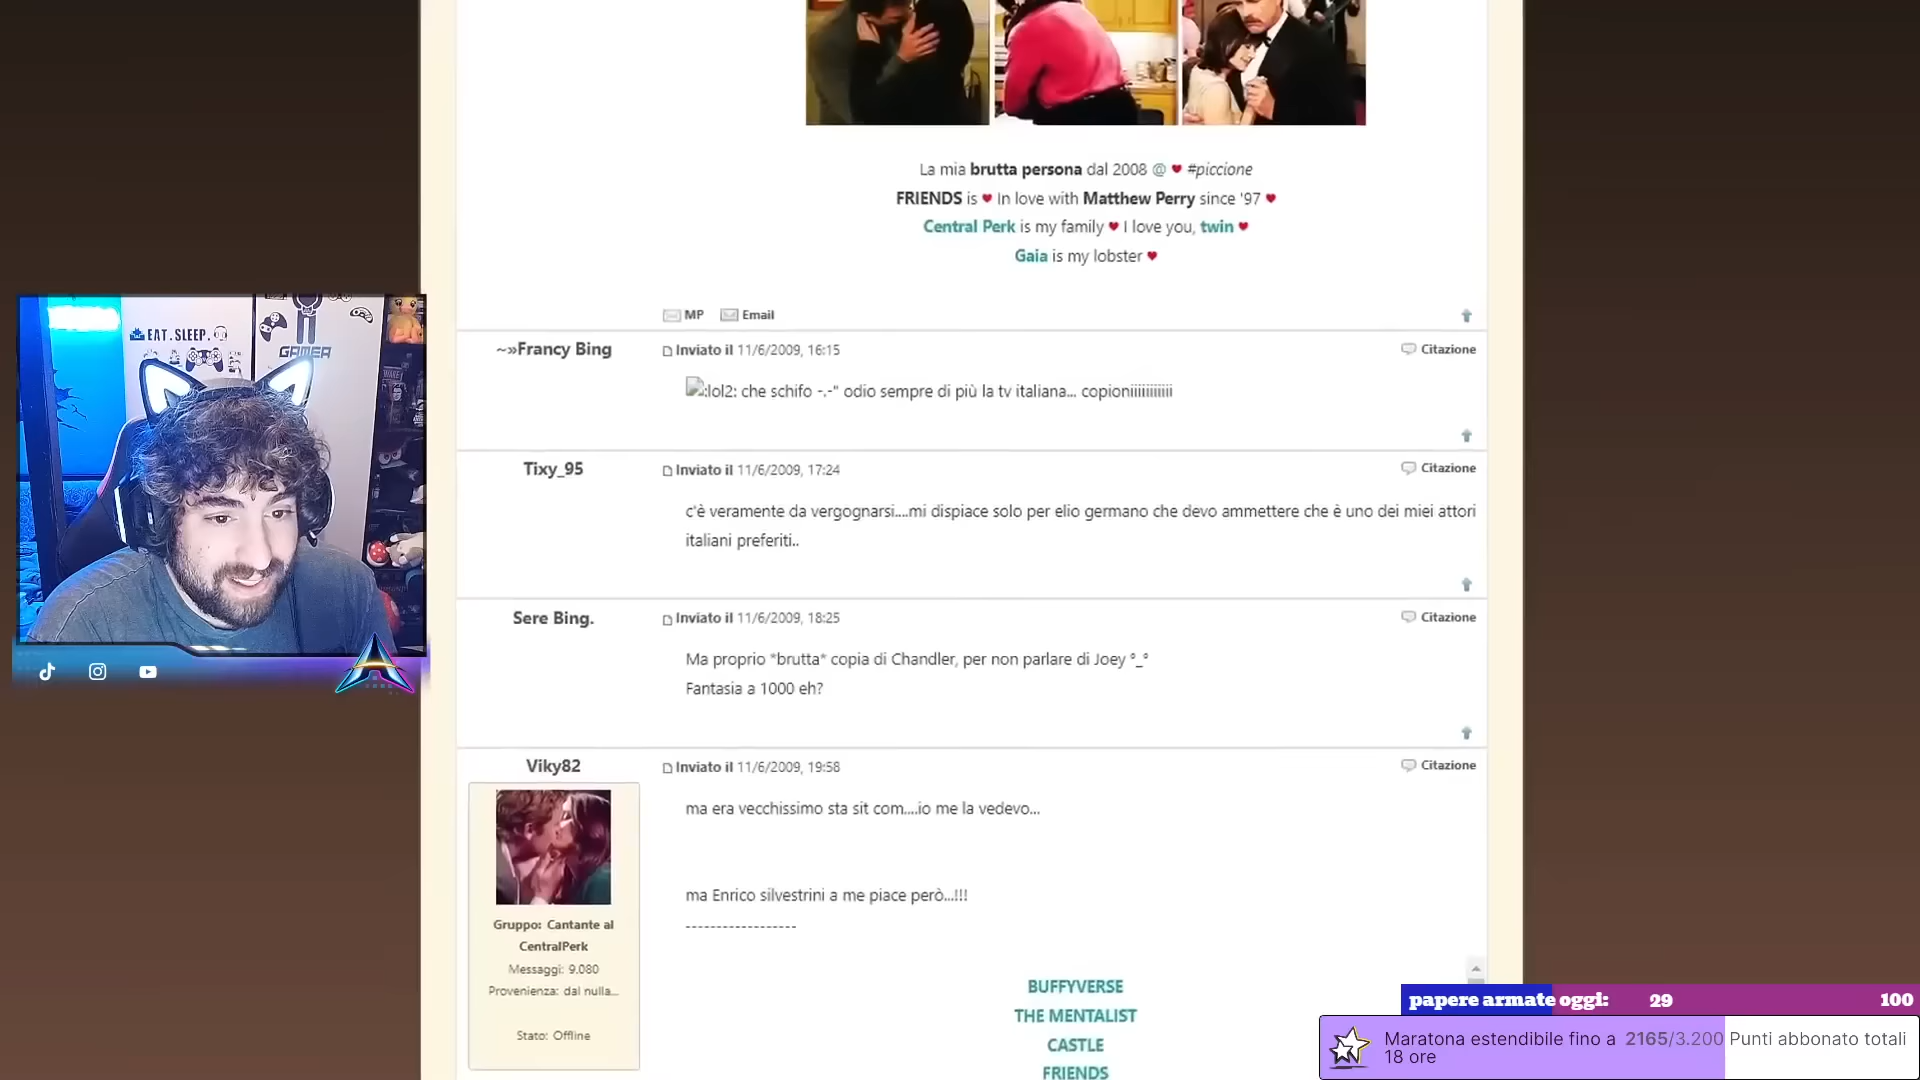 La mia brutta persona dal 2008 @ ♥ #piccione
FRIENDS is ♥ In love with Matthew Perry since '97 ♥
Central Perk is my family ♥ I love you, twin ♥
Gaia is my lobster ♥
MP Email
~»Francy Bing
Inviato il 11/6/2009, 16:15
Citazione
:lol2: che schifo -.-" odio sempre di più la tv italiana... copioniiiiiiiiiii
Tixy_95
Inviato il 11/6/2009, 17:24
Citazione
c'è veramente da vergognarsi....mi dispiace solo per elio germano che devo ammettere che è uno dei miei attori
italiani preferiti..
Sere Bing.
Inviato il 11/6/2009, 18:25
Citazione
Ma proprio *brutta* copia di Chandler, per non parlare di Joey °_°
Fantasia a 1000 eh?
Viky82
Inviato il 11/6/2009, 19:58
Citazione
ma era vecchissimo sta sit com....io me la vedevo...
ma Enrico silvestrini a me piace però...!!!
------------------
Gruppo: Cantante al
CentralPerk
Messaggi: 9.080
Provenienza: dal nulla...
Stato: Offline
BUFFYVERSE
THE MENTALIST
CASTLE
FRIENDS
EAT.SLEEP.
GAMER
papere armate oggi: 29 100
Maratona estendibile fino a 2165/3.200 Punti abbonato totali
18 ore